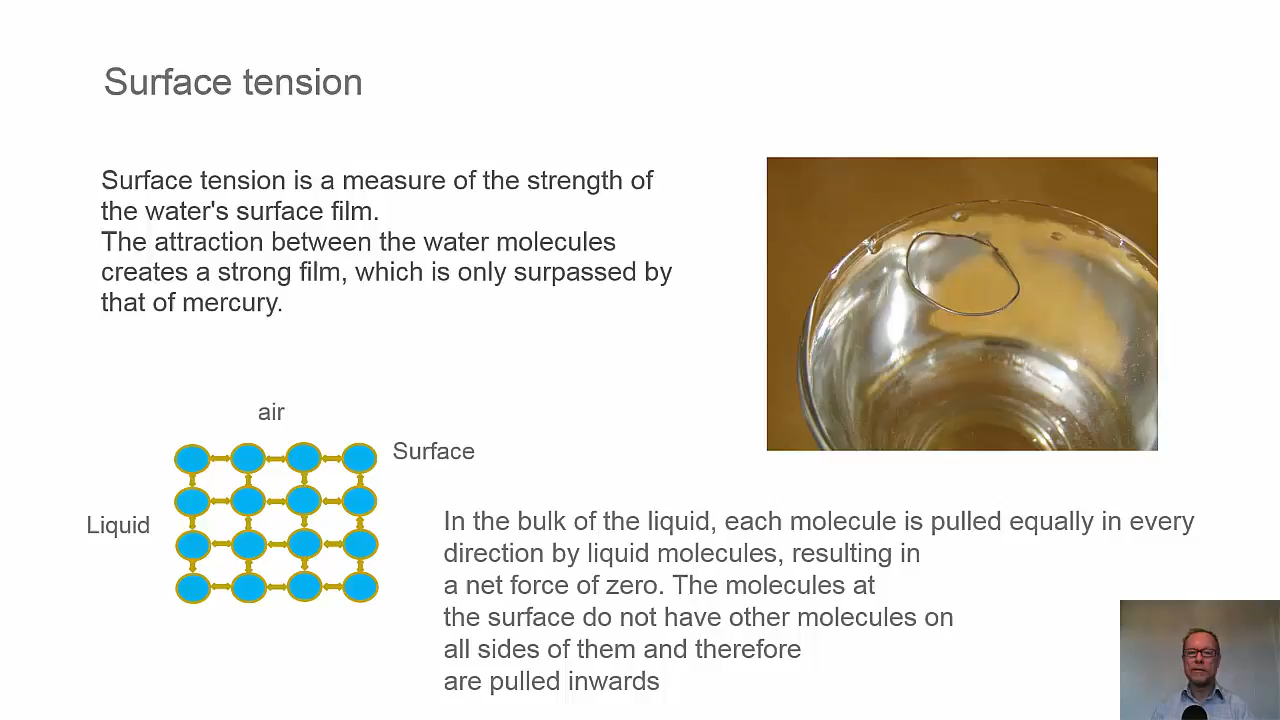 Surface tension
Surface tension is a measure of the strength of
the water's surface film.
The attraction between the water molecules
creates a strong film, which is only surpassed by
that of mercury.
air
Surface
Liquid
In the bulk of the liquid, each molecule is pulled equally in every
direction by liquid molecules, resulting in
a net force of zero. The molecules at
the surface do not have other molecules on
all sides of them and therefore
are pulled inwards